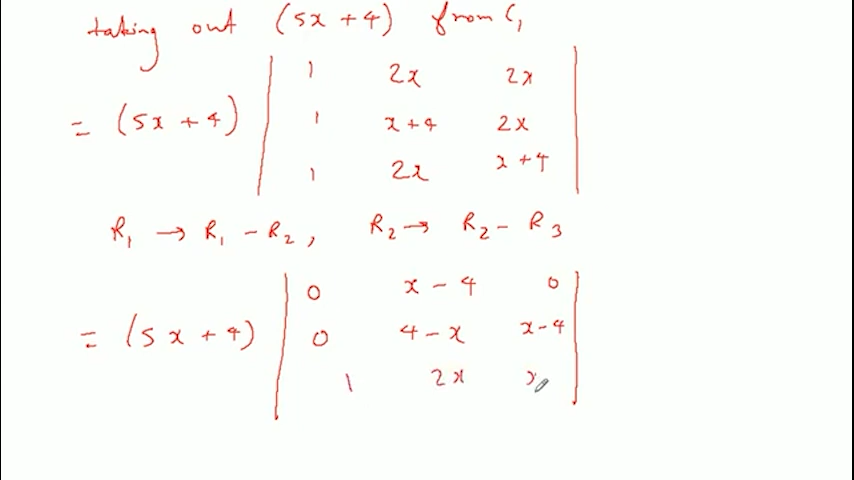 taking out (5x + 4) from C₁
1 2x 2x
= (5x + 4) 1 x+4 2x
1 2x x+4
R₁ → R₁ - R₂, R₂ → R₂ - R₃
0 x - 4 0
= (5x + 4) 0 4 - x x-4
1 2x x